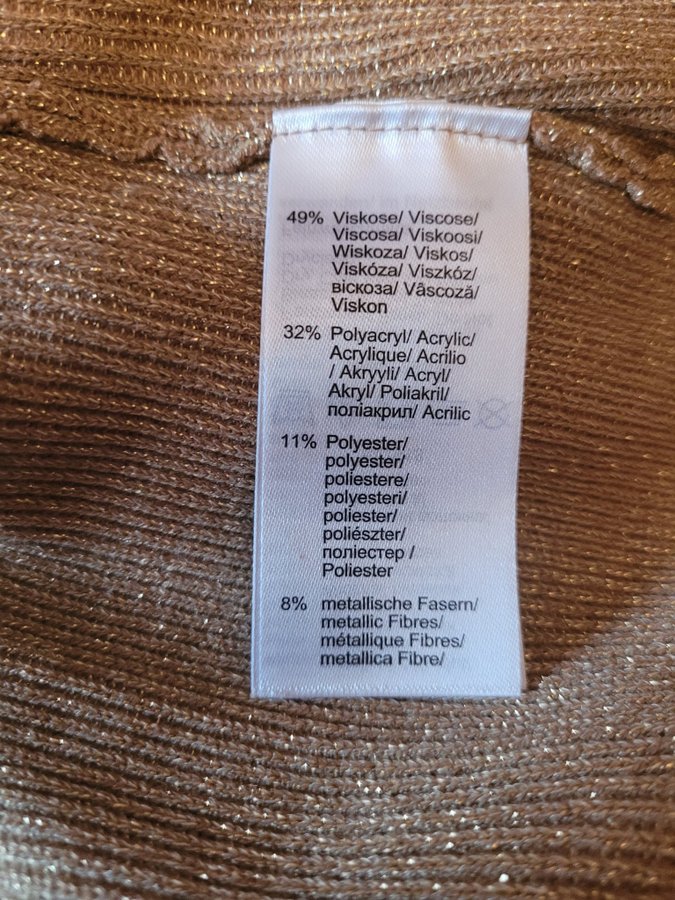 49% Viskose/ Viscose/
Viscosa/ Viskoosi/
Wiskoza/ Viskos/
Viskóza/ Viszkóz/
віскоза/ Vâscoză/
Viskon
32% Polyacryl/ Acrylic/
Acrylique/ Acrilio
/ Akryyli/ Acryl/
Akryl/ Poliakril/
поліакрил/ Acrilic
11% Polyester/
polyester/
poliestere/
polyesteri/
poliester/
poliészter/
поліестер /
Poliester
8% metallische Fasern/
metallic Fibres/
métallique Fibres/
metallica Fibre/